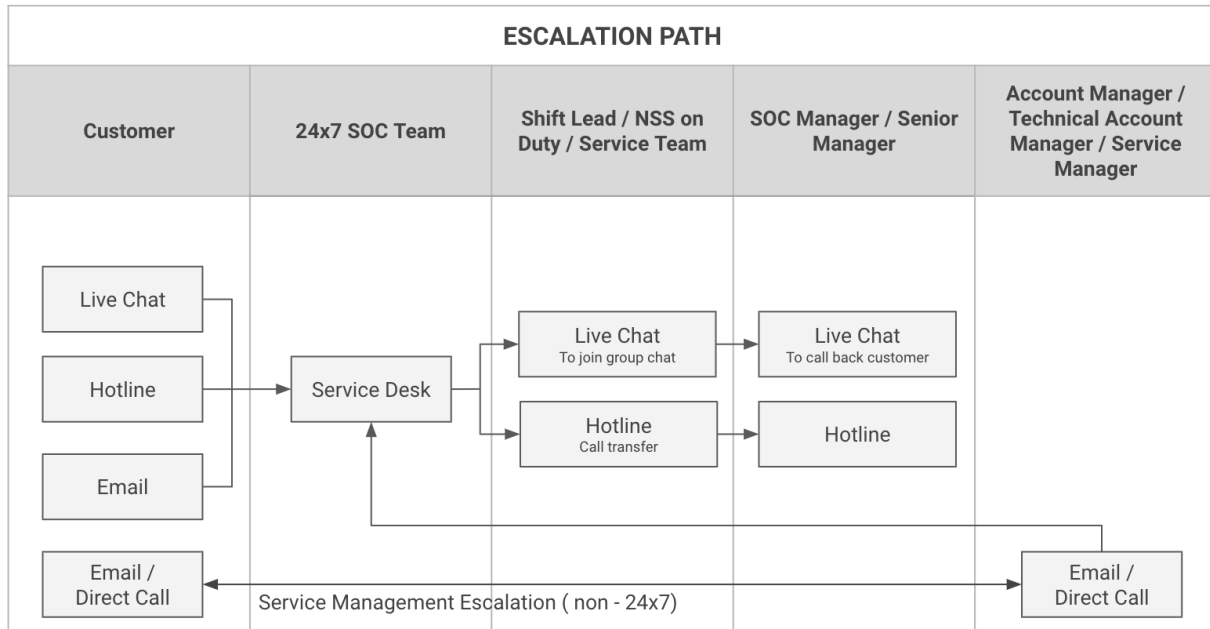 ESCALATION PATH
Customer
24x7 SOC Team
Shift Lead / NSS on
Duty / Service Team
SOC Manager / Senior
Manager
Account Manager /
Technical Account
Manager / Service
Manager
Live Chat
Hotline
Email
Service Desk
Live Chat
To join group chat
Hotline
Call transfer
Live Chat
To call back customer
Hotline
Email /
Direct Call
Service Management Escalation ( non - 24x7)
Email /
Direct Call